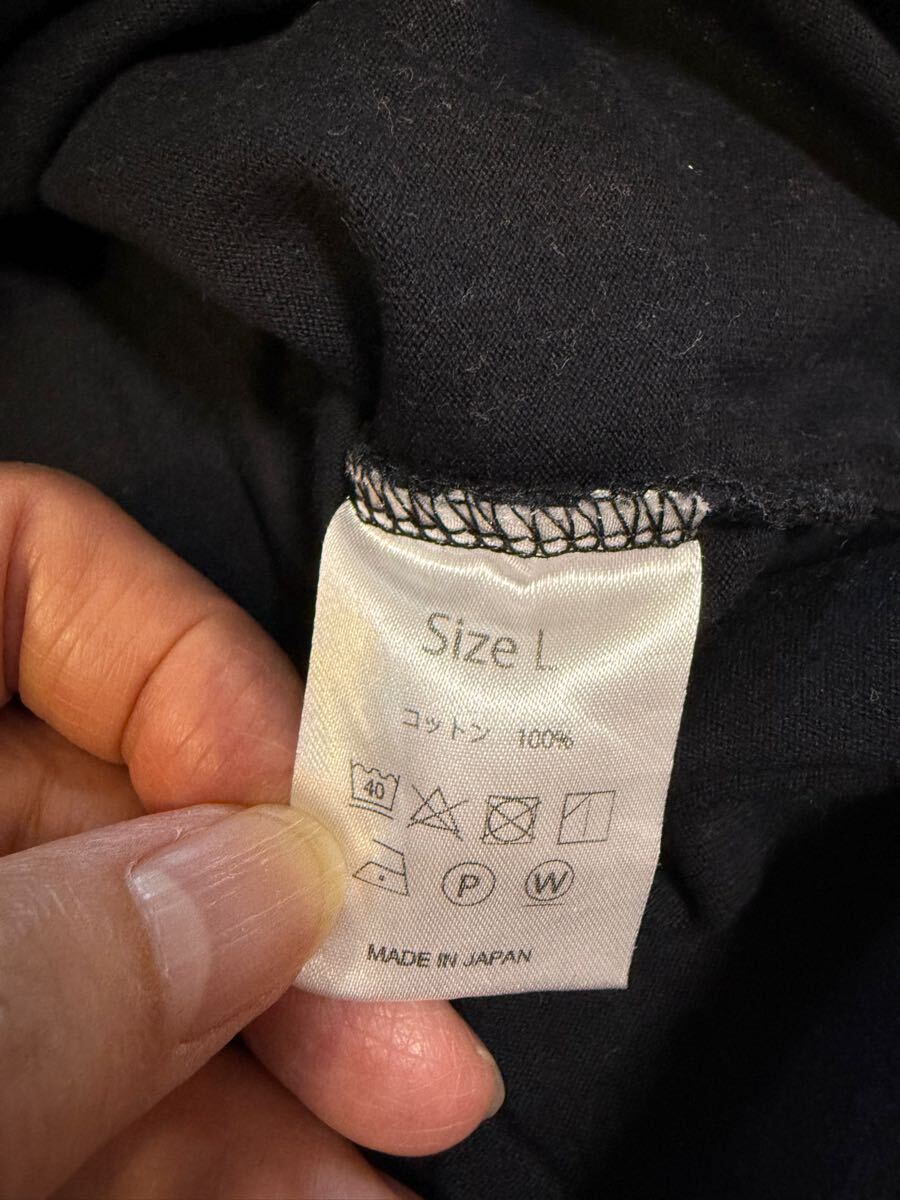 Size L
コットン 100%
40
P W
MADE IN JAPAN